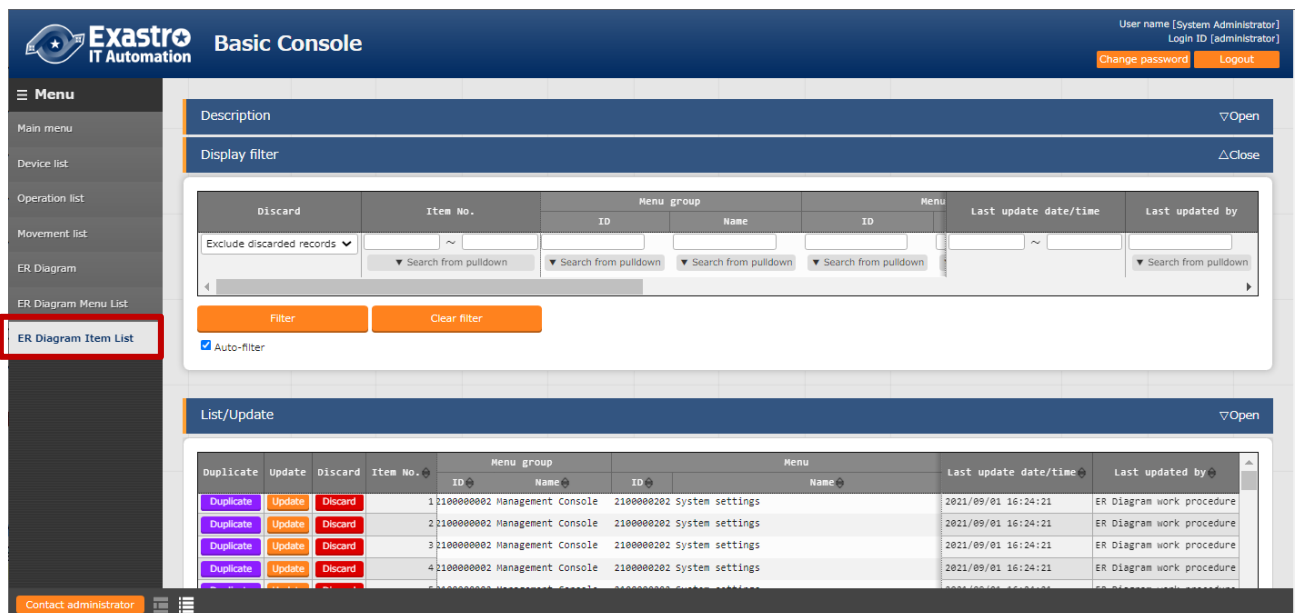 User name [System Administrator]
Login ID [administrator]
Exastro
IT Automation
Basic Console
Change password Logout
Menu
Main menu
Device list
Operation list
Movement list
ER Diagram
ER Diagram Menu List
ER Diagram Item List
Description ▽Open
Display filter △Close
Discard Item No. Menu group Menu Last update date/time Last updated by
ID Name ID
Exclude discarded records ~ ~
▼ Search from pulldown ▼ Search from pulldown ▼ Search from pulldown ▼ Search from pulldown ▼ Search from pulldown
Filter Clear filter
Auto-filter
List/Update ▽Open
Duplicate Update Discard Item No. Menu group Menu Last update date/time Last updated by
ID Name ID Name
Duplicate Update Discard 1 2100000002 Management Console 2100000202 System settings 2021/09/01 16:24:21 ER Diagram work procedure
Duplicate Update Discard 2 2100000002 Management Console 2100000202 System settings 2021/09/01 16:24:21 ER Diagram work procedure
Duplicate Update Discard 3 2100000002 Management Console 2100000202 System settings 2021/09/01 16:24:21 ER Diagram work procedure
Duplicate Update Discard 4 2100000002 Management Console 2100000202 System settings 2021/09/01 16:24:21 ER Diagram work procedure
Contact administrator